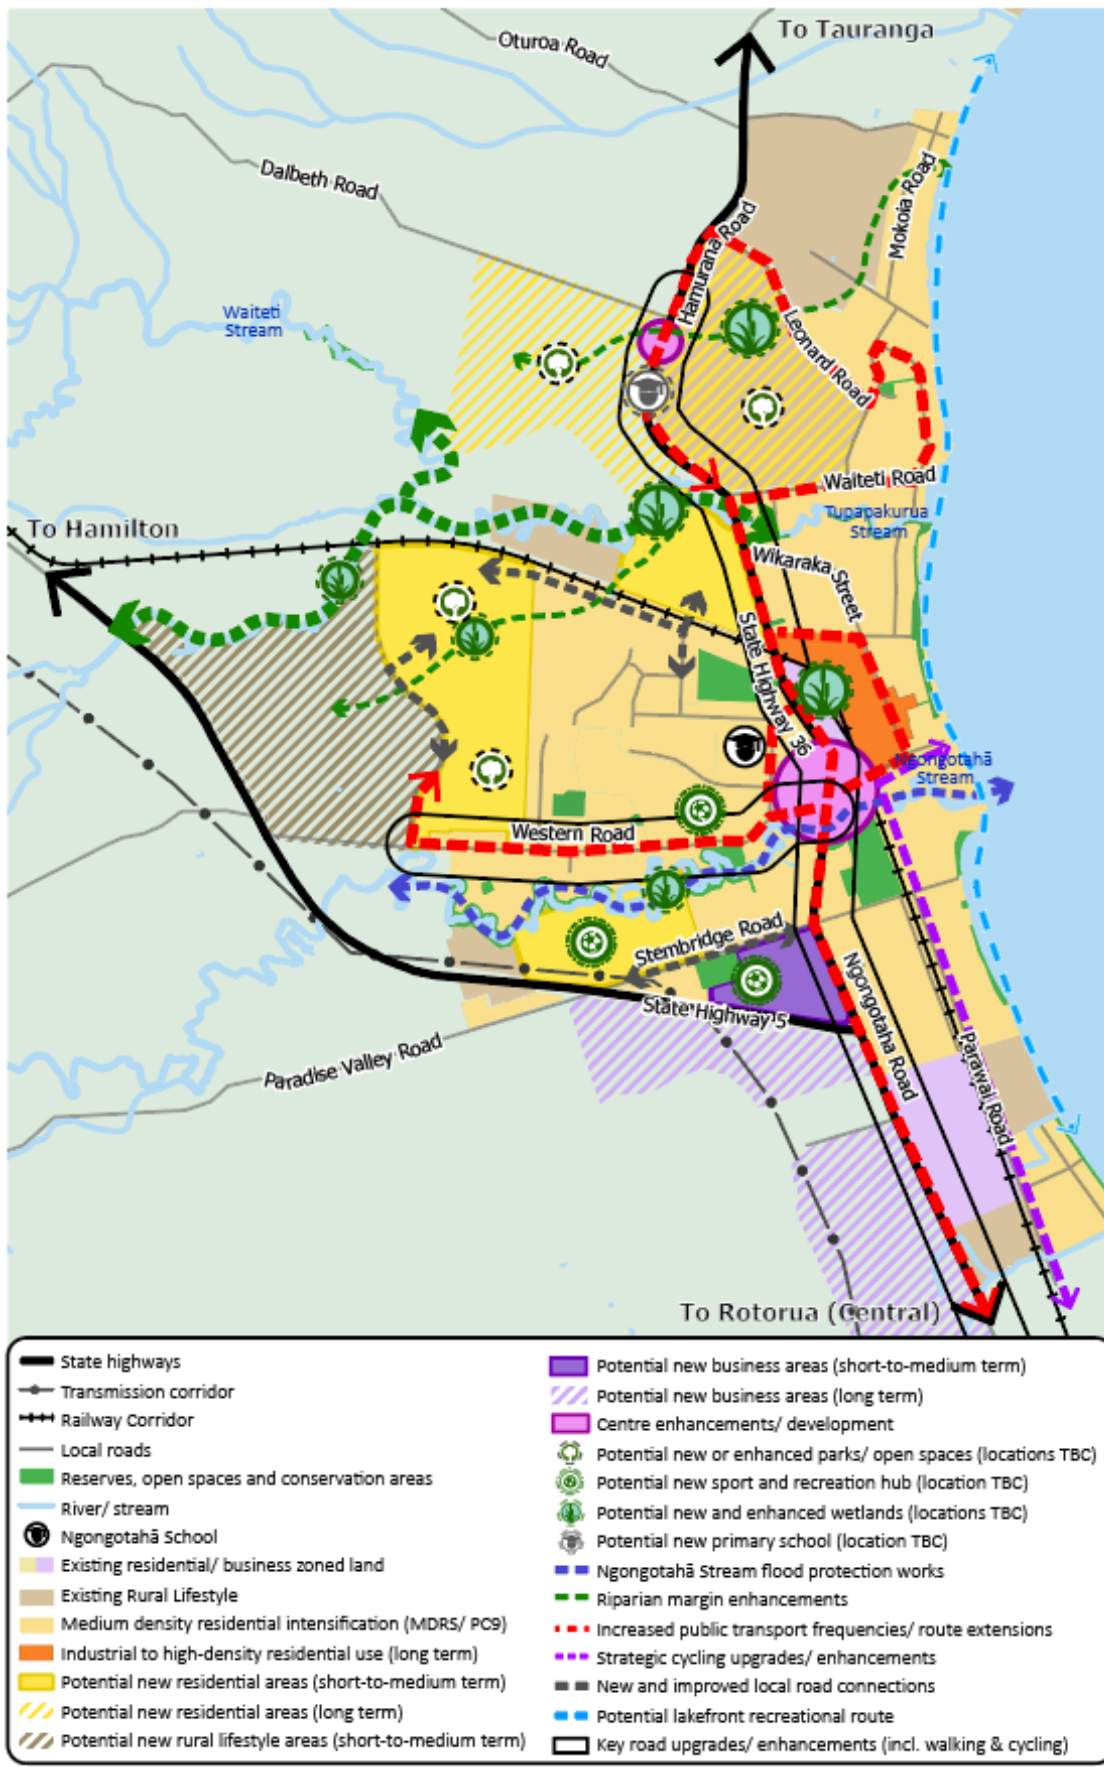 To Tauranga
Oturoa Road
Dalbeth Road
Mokoia Road
Hamurana Road
Waiteti
Stream
Leonard Road
Waiteti Road
To Hamilton
Tupapakurua
Stream
Wikaraka Street
State Highway 36
Ngongotahā
Stream
Western Road
Stembridge Road
State Highway 5
Ngongotaha Road
Paradise Valley Road
Parawai Road
To Rotorua (Central)
State highways
Transmission corridor
Railway Corridor
Local roads
Reserves, open spaces and conservation areas
River/ stream
Ngongotahā School
Existing residential/ business zoned land
Existing Rural Lifestyle
Medium density residential intensification (MDRS/ PC9)
Industrial to high-density residential use (long term)
Potential new residential areas (short-to-medium term)
Potential new residential areas (long term)
Potential new rural lifestyle areas (short-to-medium term)
Potential new business areas (short-to-medium term)
Potential new business areas (long term)
Centre enhancements/ development
Potential new or enhanced parks/ open spaces (locations TBC)
Potential new sport and recreation hub (location TBC)
Potential new and enhanced wetlands (locations TBC)
Potential new primary school (location TBC)
Ngongotahā Stream flood protection works
Riparian margin enhancements
Increased public transport frequencies/ route extensions
Strategic cycling upgrades/ enhancements
New and improved local road connections
Potential lakefront recreational route
Key road upgrades/ enhancements (incl. walking & cycling)